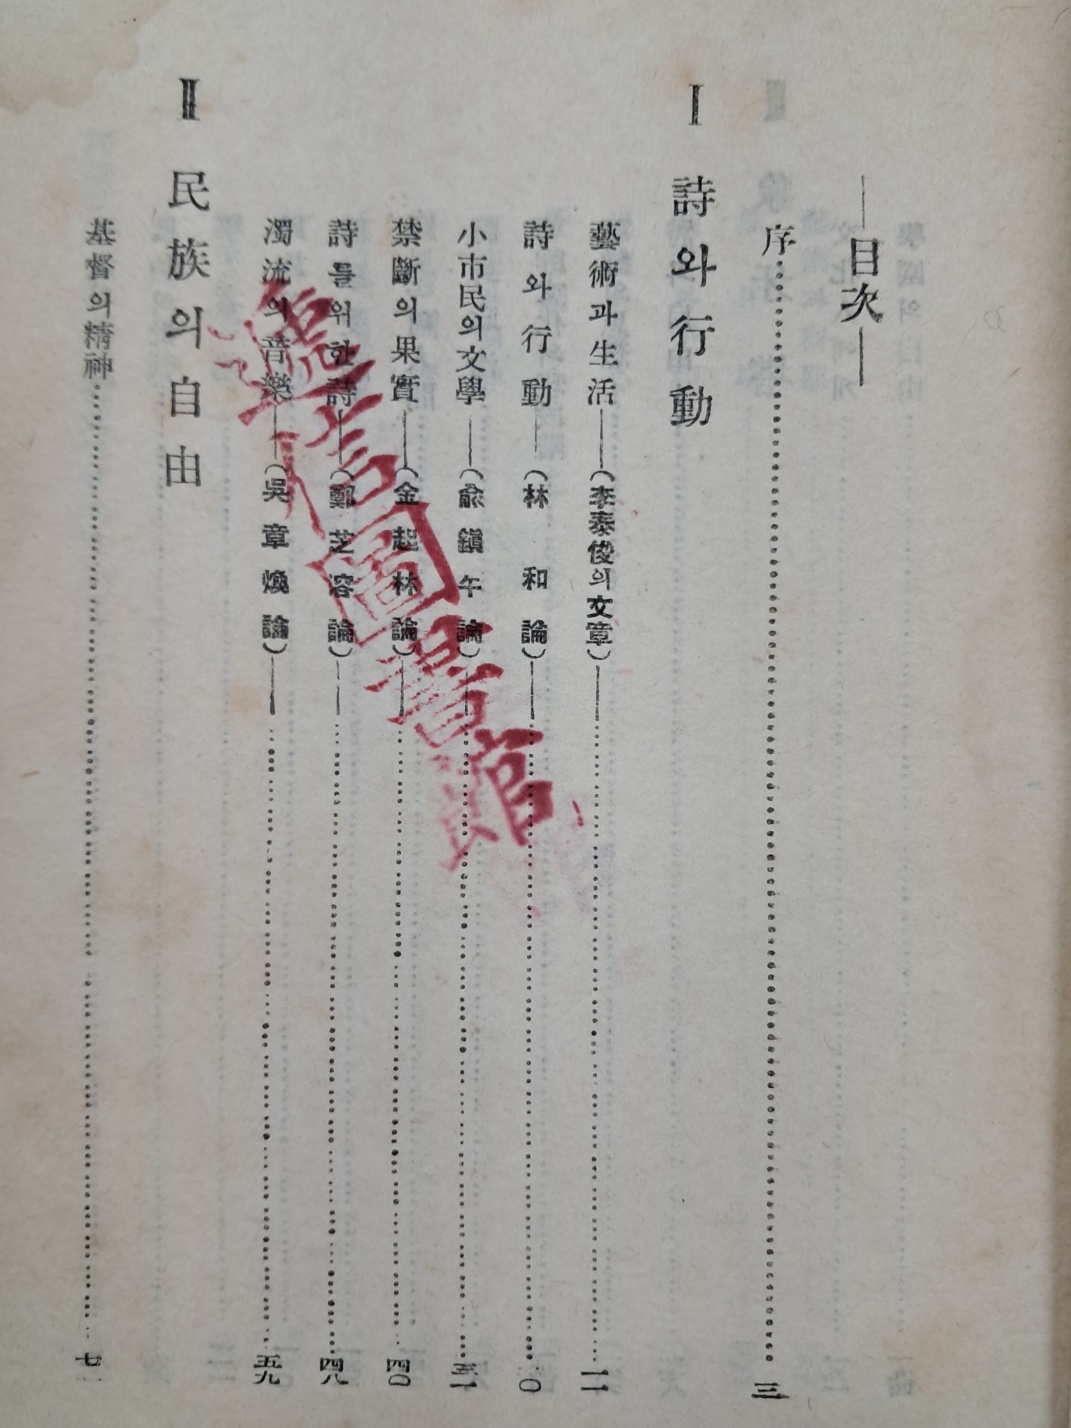 ―目次―
序……三
Ⅰ 詩와行動
藝術과生活―(李泰俊의文章)―……一一
詩와行動―(林和論)―……二〇
小市民의文學―(兪鎭午論)―……三一
禁斷의果實―(金起林論)―……四〇
詩를위한詩―(鄭芝容論)―……四八
濁流의音樂―(吳章煥論)―……五九
Ⅱ 民族의自由
基督의精神……七一
圖書館